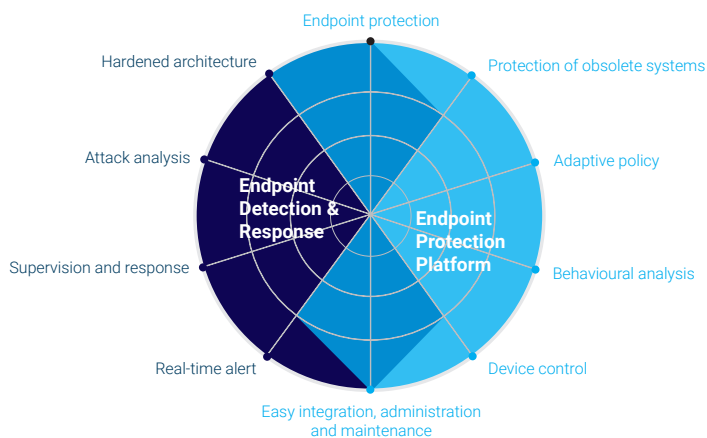 Endpoint protection
Hardened architecture
Protection of obsolete systems
Attack analysis
Adaptive policy
Endpoint
Detection &
Response
Endpoint
Protection
Platform
Supervision and response
Behavioural analysis
Real-time alert
Device control
Easy integration, administration
and maintenance